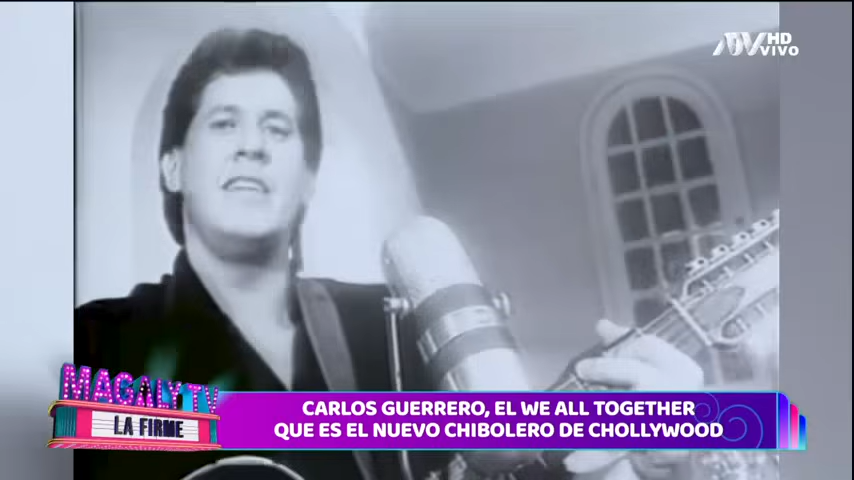 ATV HD
VIVO
MAGALY TV
LA FIRME
CARLOS GUERRERO, EL WE ALL TOGETHER
QUE ES EL NUEVO CHIBOLERO DE CHOLLYWOOD